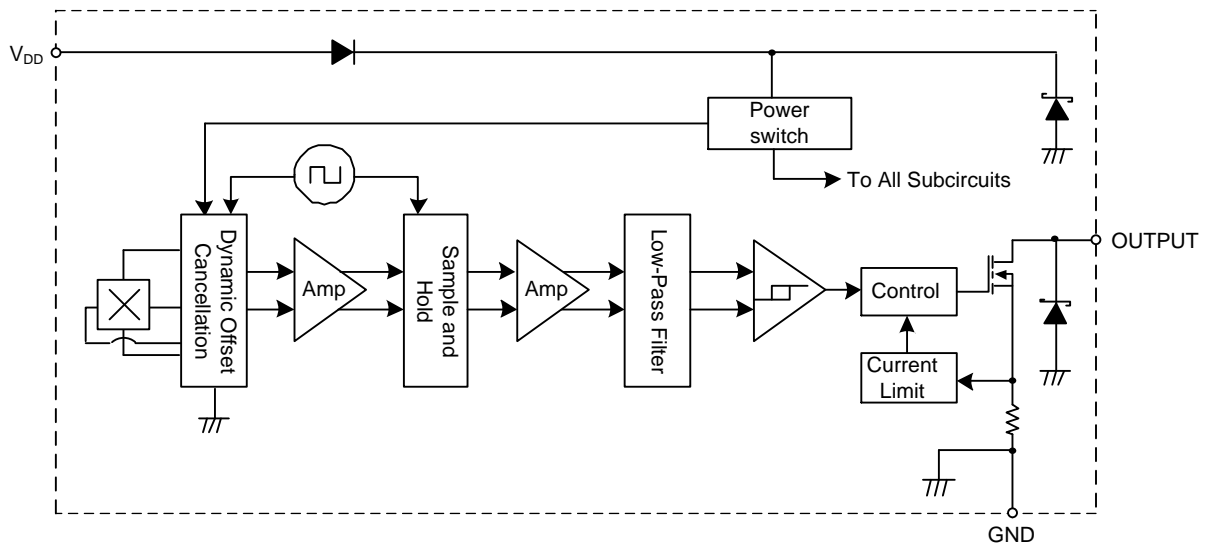 VDD
Power
switch
To All Subcircuits
Dynamic Offset
Cancellation
Amp
Sample and
Hold
Amp
Low-Pass Filter
Control
Current
Limit
OUTPUT
GND